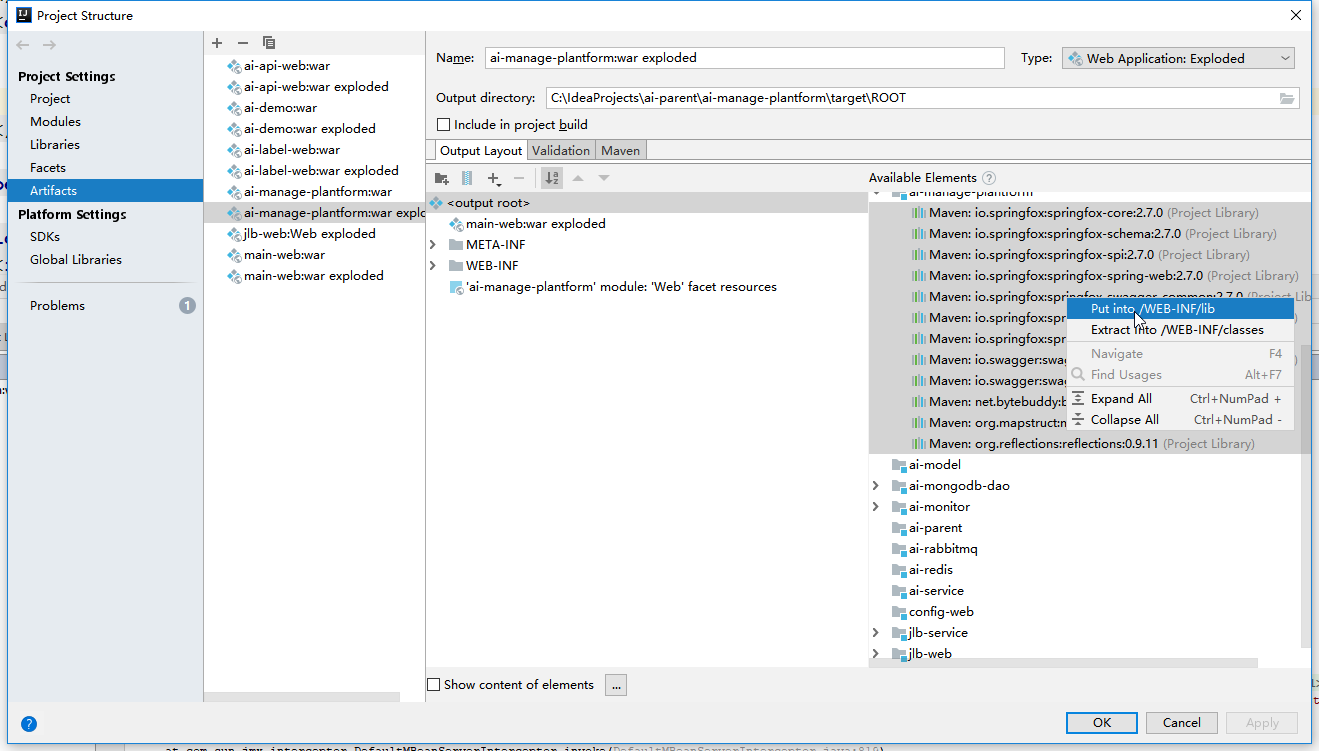 Project Structure
Project Settings
Project
Modules
Libraries
Facets
Artifacts
Platform Settings
SDKs
Global Libraries
Problems
1
ai-api-web:war
ai-api-web:war exploded
ai-demo:war
ai-demo:war exploded
ai-label-web:war
ai-label-web:war exploded
ai-manage-plantform:war
ai-manage-plantform:war explo
jlb-web:Web exploded
main-web:war
main-web:war exploded
Name: ai-manage-plantform:war exploded
Type: Web Application: Exploded
Output directory: C:\IdeaProjects\ai-parent\ai-manage-plantform\target\ROOT
Include in project build
Output Layout Validation Maven
<output root>
main-web:war exploded
META-INF
WEB-INF
'ai-manage-plantform' module: 'Web' facet resources
Available Elements ?
ai-manage-plantform
Maven: io.springfox:springfox-core:2.7.0 (Project Library)
Maven: io.springfox:springfox-schema:2.7.0 (Project Library)
Maven: io.springfox:springfox-spi:2.7.0 (Project Library)
Maven: io.springfox:springfox-spring-web:2.7.0 (Project Library)
Maven: io.springfox:springfox-swagger-common:2.7.0 (Project Lib
Maven: io.springfox:spr
Maven: io.springfox:spr
Maven: io.swagger:swa
Maven: io.swagger:swa
Maven: net.bytebuddy:b
Maven: org.mapstruct:m
Maven: org.reflections:reflections:0.9.11 (Project Library)
Put into /WEB-INF/lib
Extract into /WEB-INF/classes
Navigate F4
Find Usages Alt+F7
Expand All Ctrl+NumPad +
Collapse All Ctrl+NumPad -
ai-model
ai-mongodb-dao
ai-monitor
ai-parent
ai-rabbitmq
ai-redis
ai-service
config-web
jlb-service
jlb-web
Show content of elements ...
? OK Cancel Apply